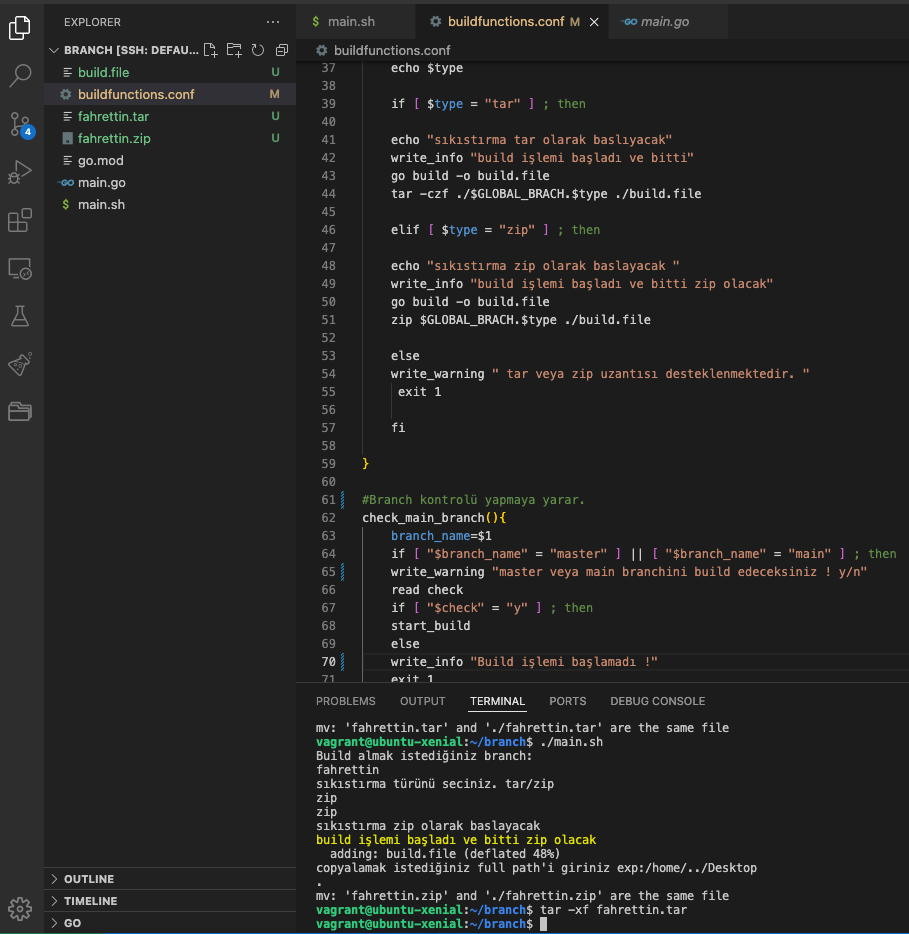 EXPLORER
BRANCH [SSH: DEFAU...
build.file U
buildfunctions.conf M
fahrettin.tar U
fahrettin.zip U
go.mod
main.go
main.sh
4
OUTLINE
TIMELINE
GO
$ main.sh
buildfunctions.conf M
main.go
buildfunctions.conf
37 echo $type
38
39 if [ $type = "tar" ] ; then
40
41 echo "sıkıstırma tar olarak baslıyacak"
42 write_info "build işlemi başladı ve bitti"
43 go build -o build.file
44 tar -czf ./$GLOBAL_BRACH.$type ./build.file
45
46 elif [ $type = "zip" ] ; then
47
48 echo "sıkıstırma zip olarak baslayacak "
49 write_info "build işlemi başladı ve bitti zip olacak"
50 go build -o build.file
51 zip $GLOBAL_BRACH.$type ./build.file
52
53 else
54 write_warning " tar veya zip uzantısı desteklenmektedir. "
55 exit 1
56
57 fi
58
59 }
60
61 #Branch kontrolü yapmaya yarar.
62 check_main_branch(){
63 branch_name=$1
64 if [ "$branch_name" = "master" ] || [ "$branch_name" = "main" ] ; then
65 write_warning "master veya main branchini build edeceksiniz ! y/n"
66 read check
67 if [ "$check" = "y" ] ; then
68 start_build
69 else
70 write_info "Build işlemi başlamadı !"
71 exit 1
PROBLEMS OUTPUT TERMINAL PORTS DEBUG CONSOLE
mv: 'fahrettin.tar' and './fahrettin.tar' are the same file
vagrant@ubuntu-xenial:~/branch$ ./main.sh
Build almak istediğiniz branch:
fahrettin
sıkıstırma türünü seciniz. tar/zip
zip
zip
sıkıstırma zip olarak baslayacak
build işlemi başladı ve bitti zip olacak
adding: build.file (deflated 48%)
copyalamak istediğiniz full path'i giriniz exp:/home/../Desktop
.
mv: 'fahrettin.zip' and './fahrettin.zip' are the same file
vagrant@ubuntu-xenial:~/branch$ tar -xf fahrettin.tar
vagrant@ubuntu-xenial:~/branch$